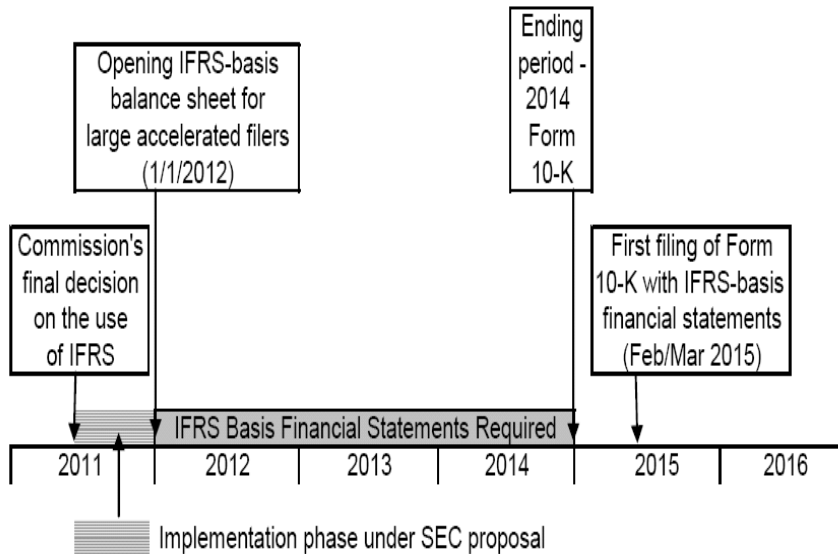 Opening IFRS-basis
balance sheet for
large accelerated filers
(1/1/2012)
Ending
period -
2014
Form
10-K
Commission's
final decision
on the use
of IFRS
First filing of Form
10-K with IFRS-basis
financial statements
(Feb/Mar 2015)
IFRS Basis Financial Statements Required
2011 2012 2013 2014 2015 2016
Implementation phase under SEC proposal